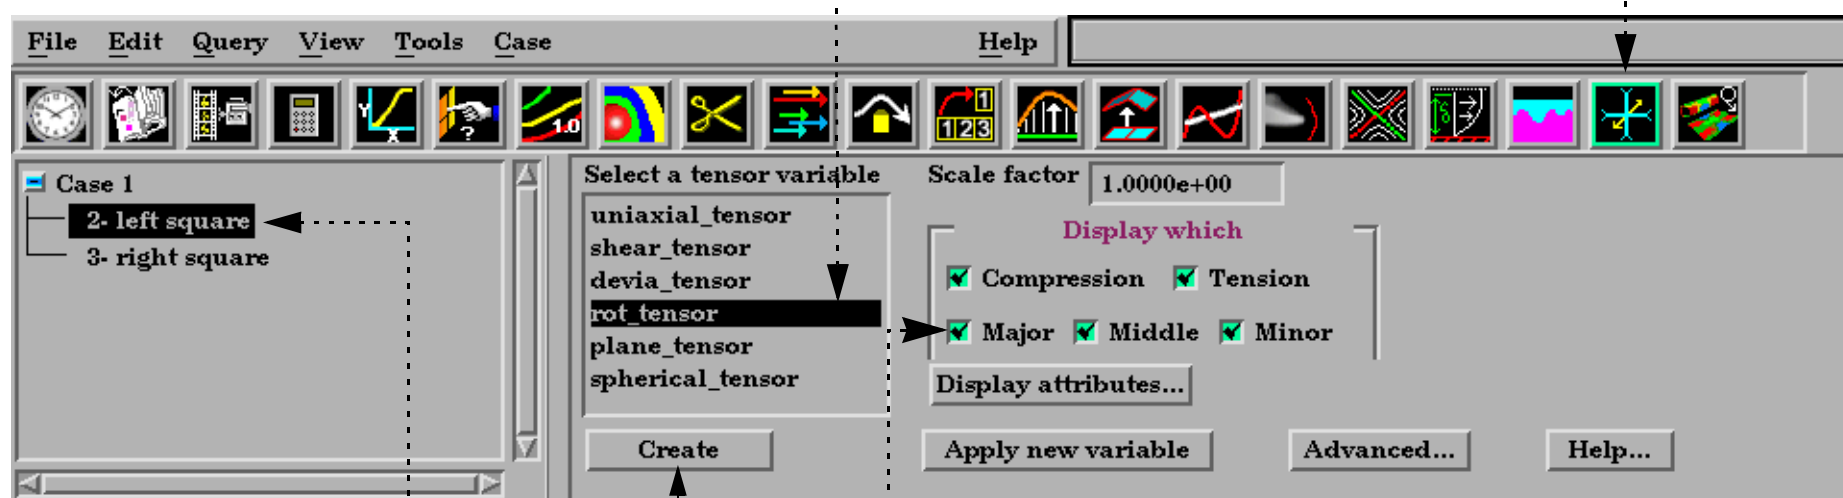 File Edit Query View Tools Case Help
Y X ? 1.0 1 1 2 3 δ
Case 1
2- left square
3- right square
Select a tensor variable
uniaxial_tensor
shear_tensor
devia_tensor
rot_tensor
plane_tensor
spherical_tensor
Create
Scale factor 1.0000e+00
Display which
Compression Tension
Major Middle Minor
Display attributes...
Apply new variable Advanced... Help...